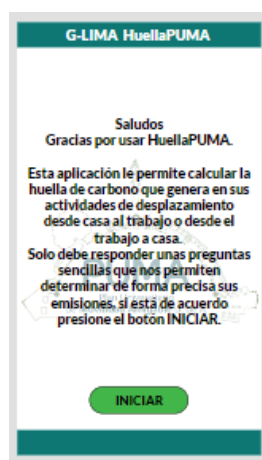 G-LIMA HuellaPUMA
Saludos
Gracias por usar HuellaPUMA.
Esta aplicación le permite calcular la
huella de carbono que genera en sus
actividades de desplazamiento
desde casa al trabajo o desde el
trabajo a casa.
Solo debe responder unas preguntas
sencillas que nos permiten
determinar de forma precisa sus
emisiones, si está de acuerdo
presione el botón INICIAR.
PUMA
INICIAR